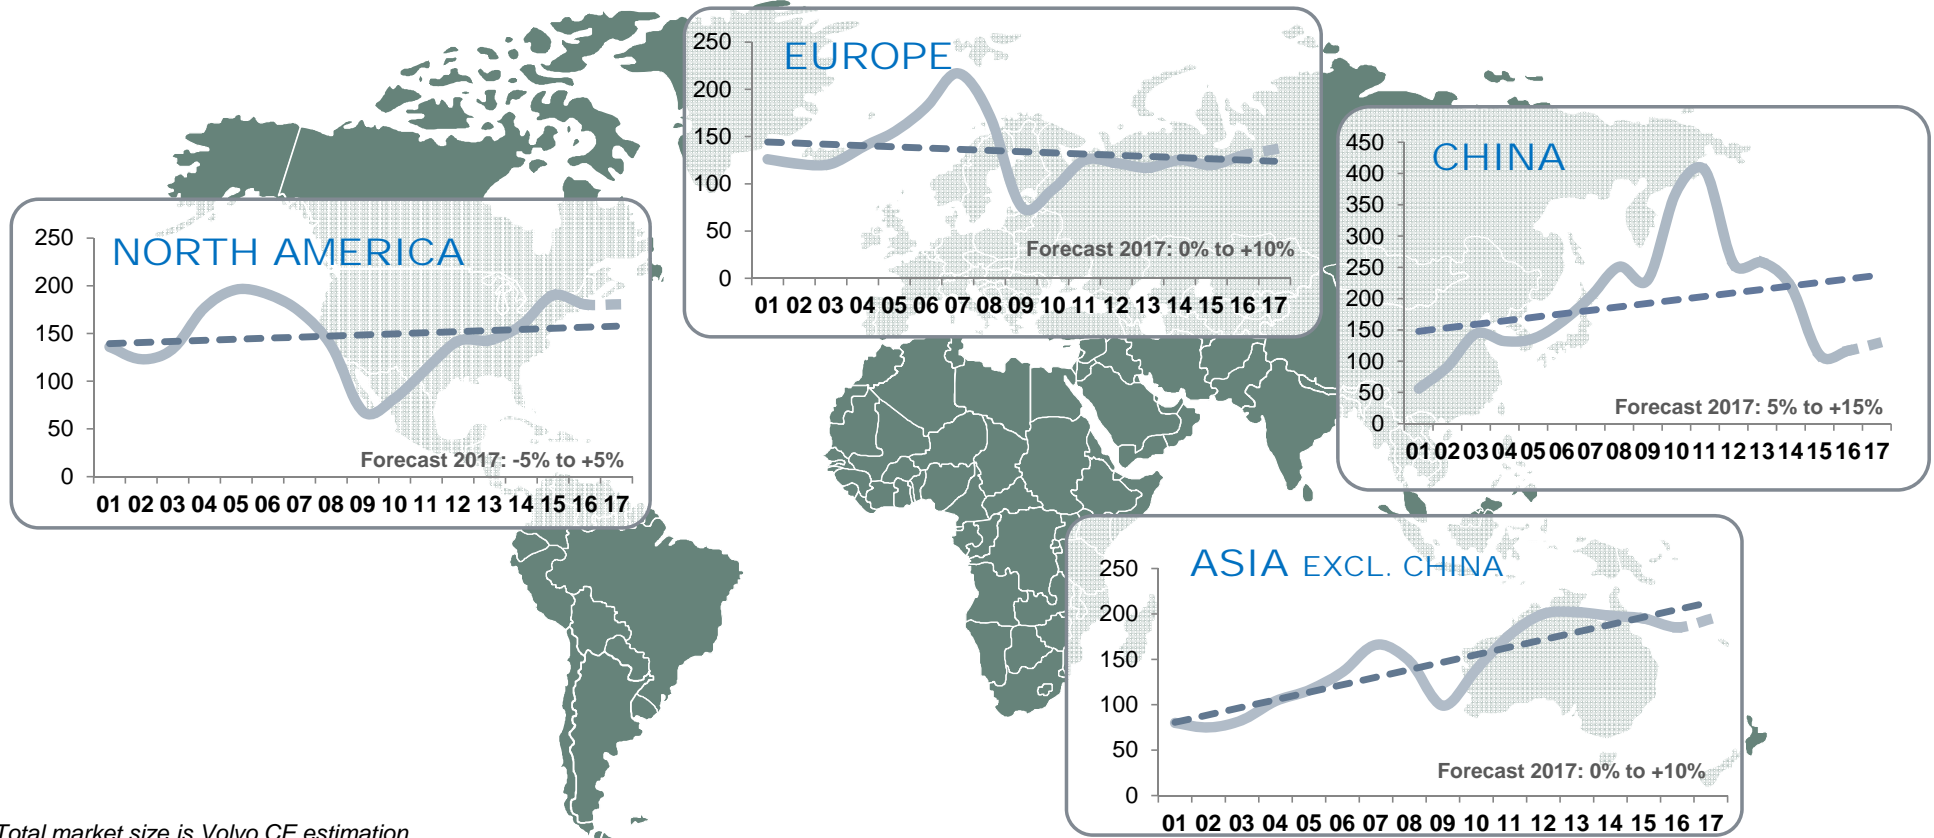 EUROPE
250
200
150
100
50
0
Forecast 2017: 0% to +10%
01 02 03 04 05 06 07 08 09 10 11 12 13 14 15 16 17
CHINA
450
400
350
300
250
200
150
100
50
0
Forecast 2017: 5% to +15%
01 02 03 04 05 06 07 08 09 10 11 12 13 14 15 16 17
NORTH AMERICA
250
200
150
100
50
0
Forecast 2017: -5% to +5%
01 02 03 04 05 06 07 08 09 10 11 12 13 14 15 16 17
ASIA EXCL. CHINA
250
200
150
100
50
0
Forecast 2017: 0% to +10%
01 02 03 04 05 06 07 08 09 10 11 12 13 14 15 16 17
Total market size is Volvo CE estimation